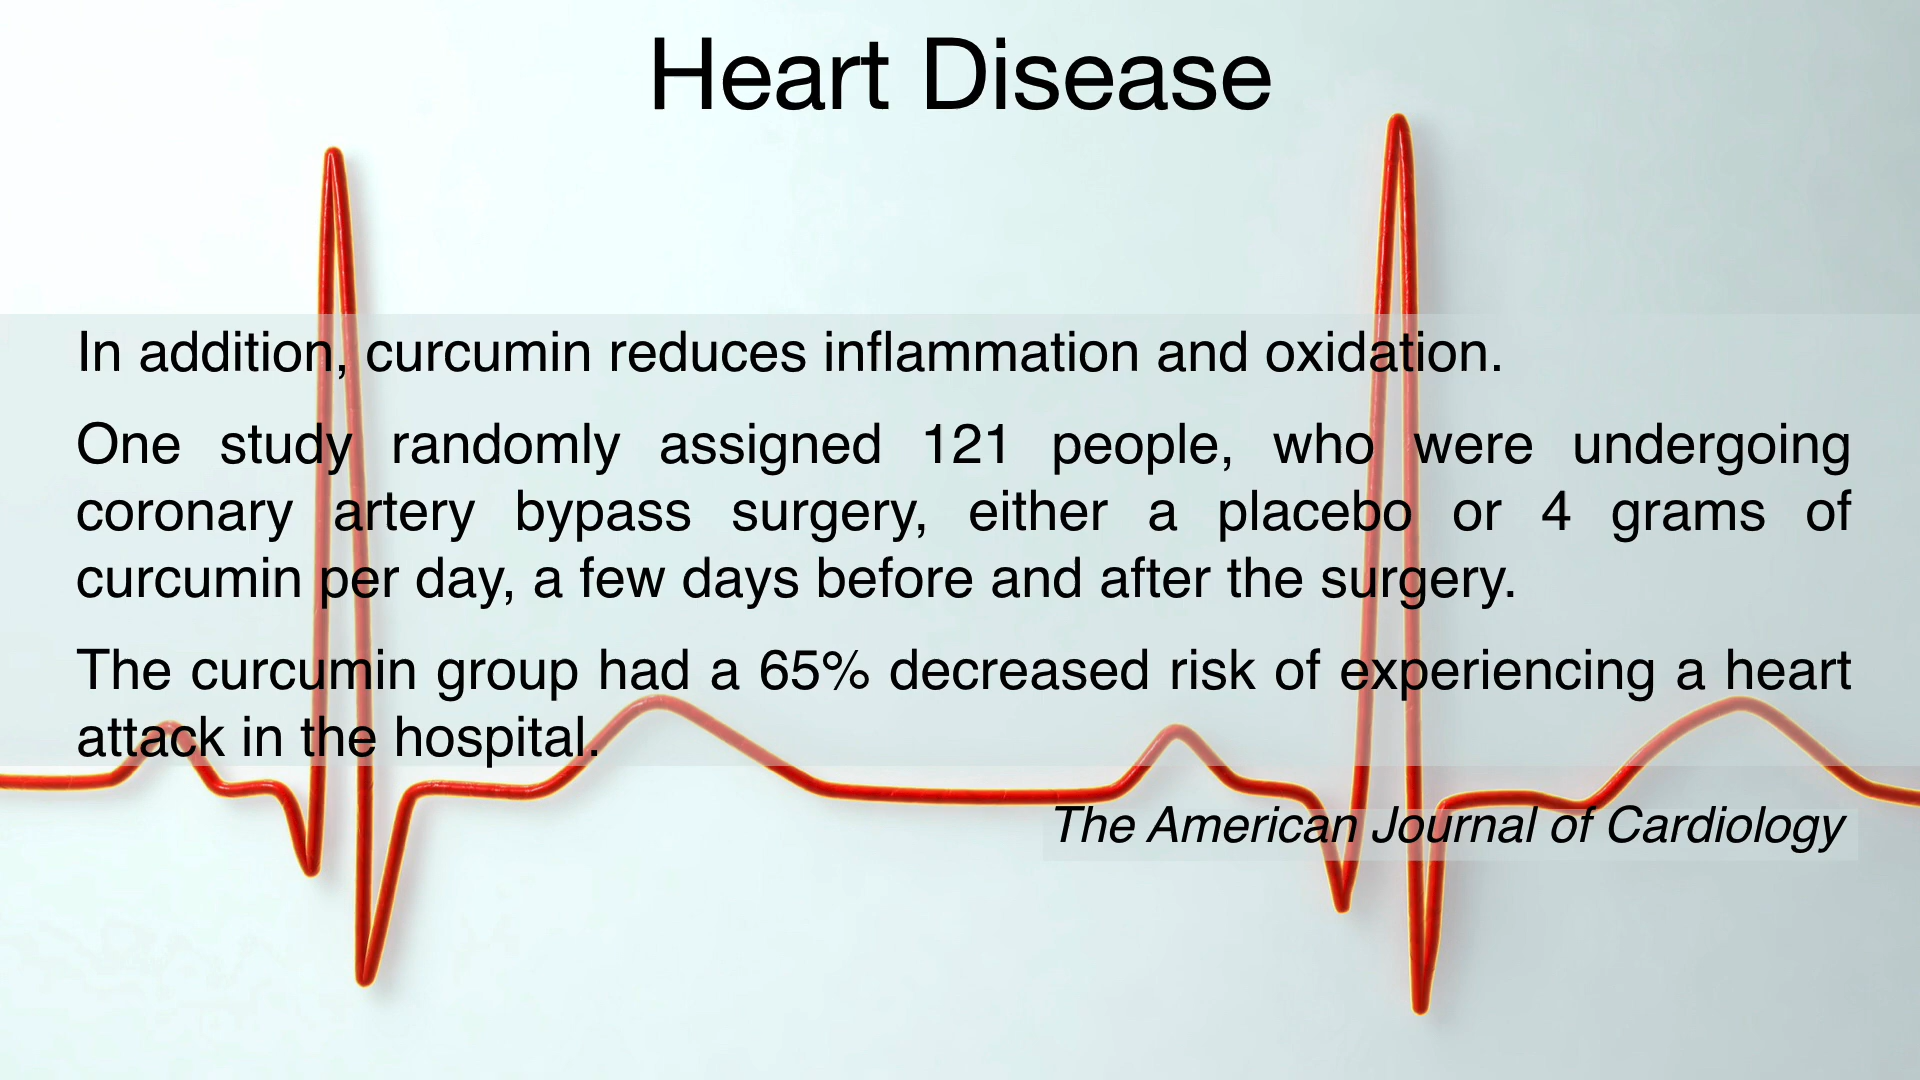 Heart Disease
In addition, curcumin reduces inflammation and oxidation.
One study randomly assigned 121 people, who were undergoing
coronary artery bypass surgery, either a placebo or 4 grams of
curcumin per day, a few days before and after the surgery.
The curcumin group had a 65% decreased risk of experiencing a heart
attack in the hospital.
The American Journal of Cardiology